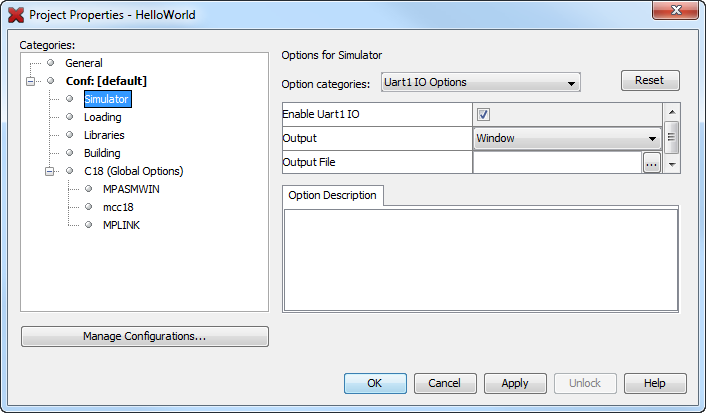 Project Properties - HelloWorld
Categories:
General
Conf: [default]
Simulator
Loading
Libraries
Building
C18 (Global Options)
MPASMWIN
mcc18
MPLINK
Manage Configurations...
Options for Simulator
Option categories: Uart1 IO Options Reset
Enable Uart1 IO
Output Window
Output File ...
Option Description
OK Cancel Apply Unlock Help